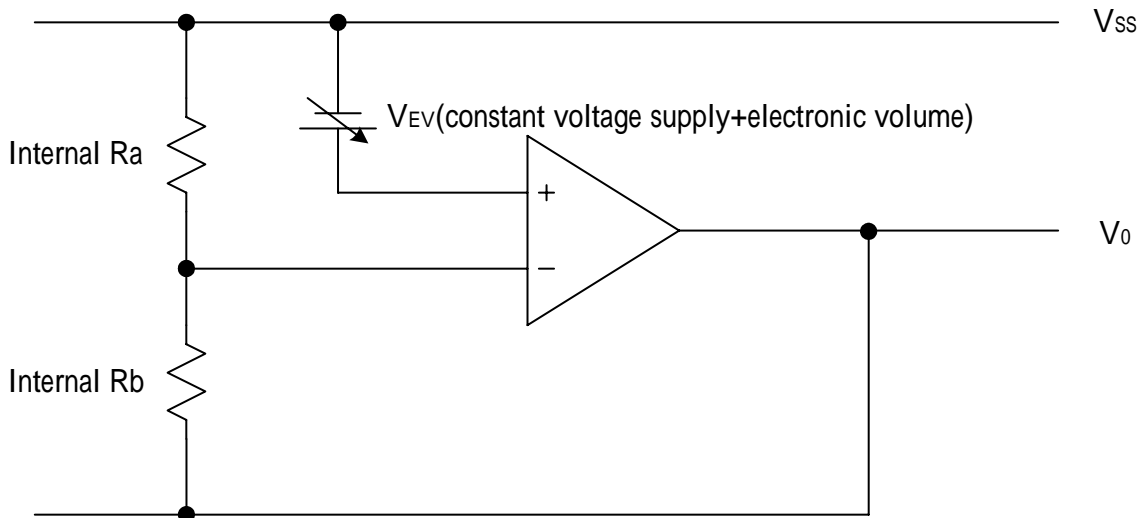 VSS
VEV(constant voltage supply+electronic volume)
Internal Ra
+
V0
−
Internal Rb